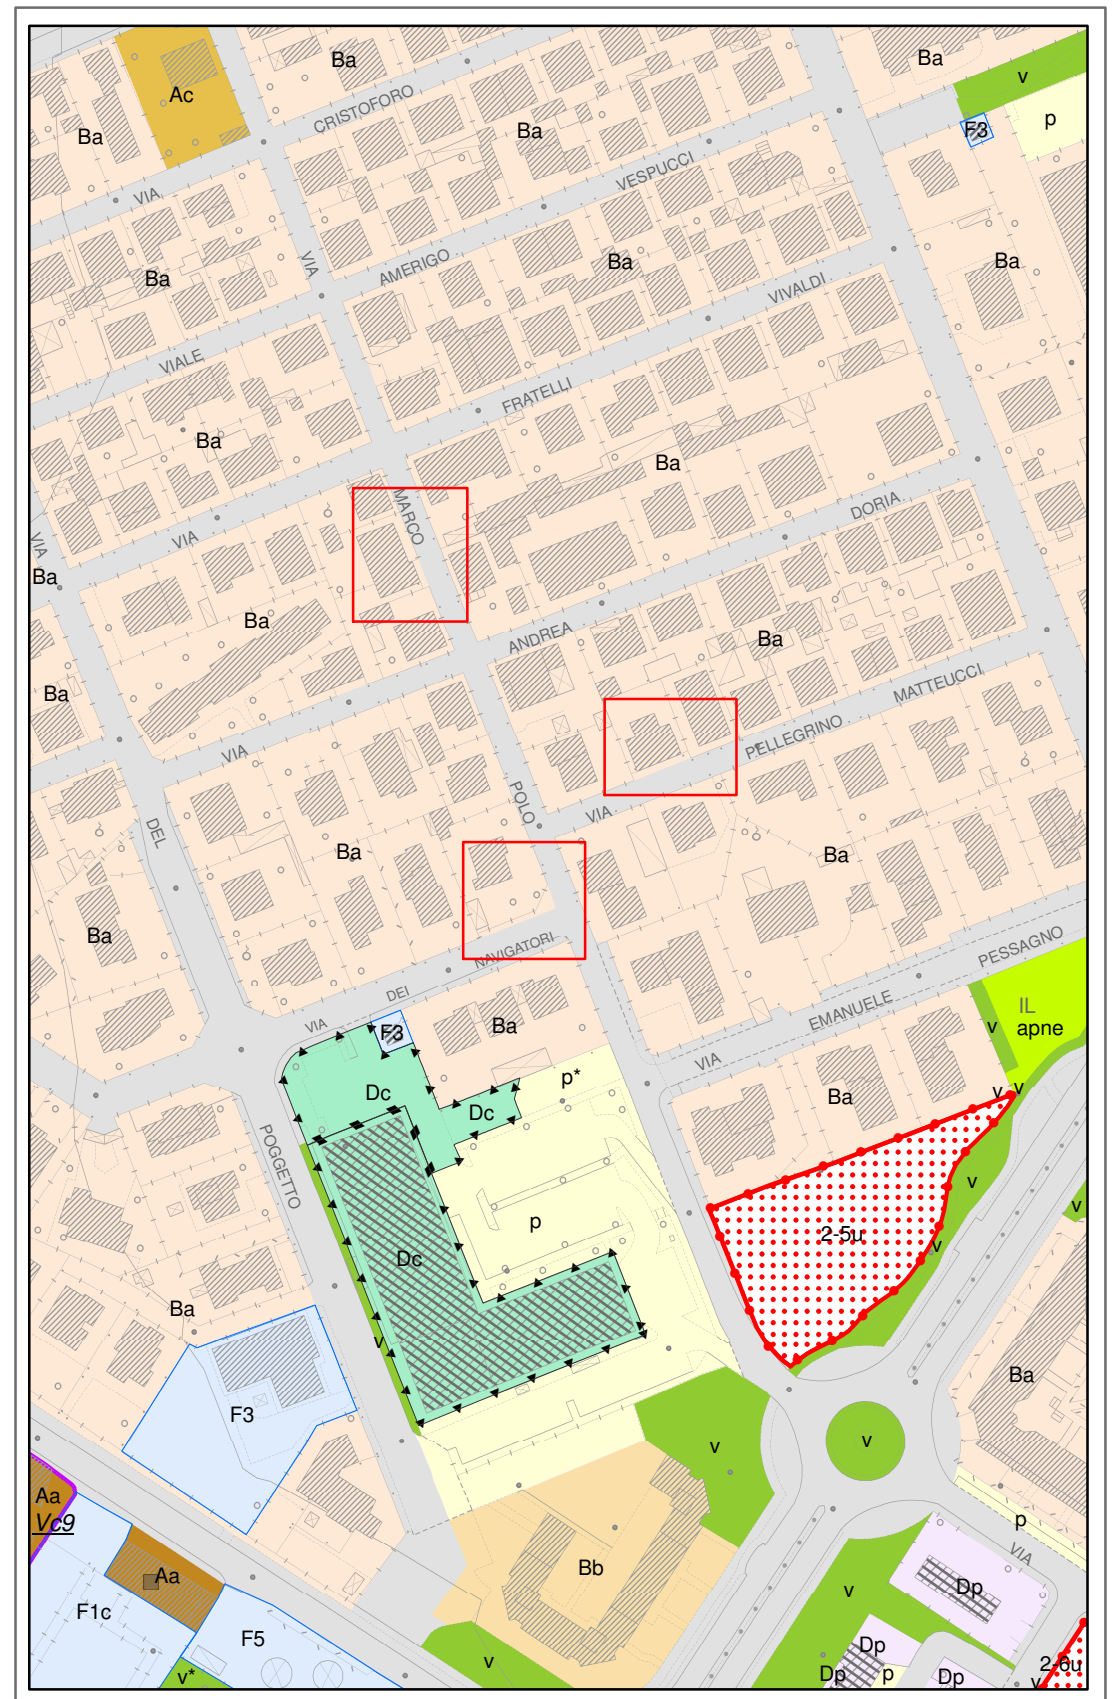 Ba
Ba
v
Ac
p
CRISTOFORO
F3
Ba
Ba
VESPUCCI
VIA
Ba
VIA
AMERIGO
Ba
Ba
VIVALDI
VIALE
FRATELLI
Ba
Ba
DORIA
MARCO
VIA
VIA
Ba
Ba
ANDREA
Ba
MATTEUCCI
Ba
PELLEGRINO
VIA
POLO
VIA
DEL
Ba
Ba
Ba
NAVIGATORI
PESSAGNO
DEI
EMANUELE
IL
apne
v
VIA
F3
Ba
VIA
p*
Dc
Dc
Ba
v
v
POGGETTO
v
v
p
2-5u
v
Dc
Ba
v
Ba
F3
v
v
Aa
Vc9
p
VIA
Aa
Bb
v
Dp
F1c
F5
Dp
v
v*
Dp
p
Dp
2-6u
v